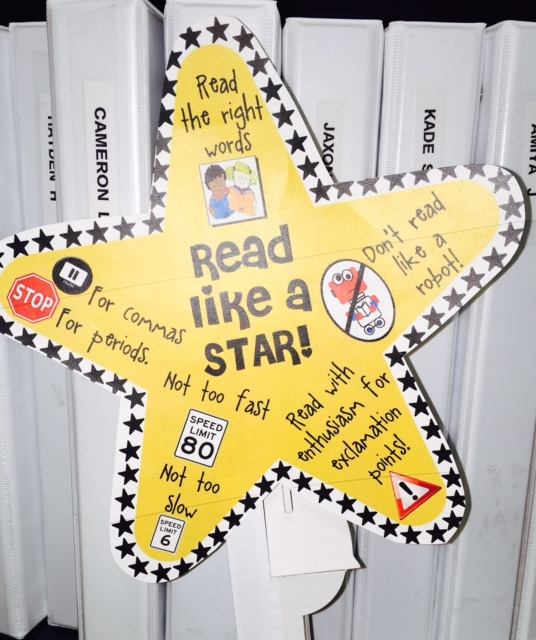 Read
the right
words
Read
like a
STAR!
Don't read
like a
robot!
STOP
For commas
For periods.
Not too fast
SPEED
LIMIT
80
Not too
slow
SPEED
LIMIT
6
Read with
enthusiasm for
exclamation
points!
!
CAMERON L
KADE S
AMIYA J